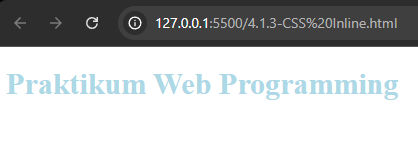 127.0.0.1:5500/4.1.3-CSS%20Inline.html
Praktikum Web Programming